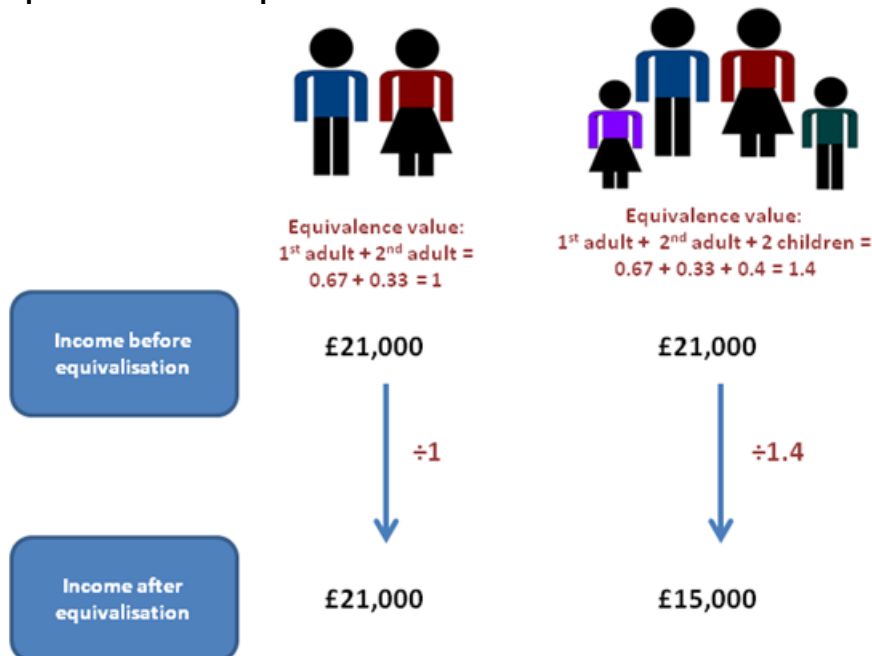 Equivalence value:
1st adult + 2nd adult =
0.67 + 0.33 = 1
Equivalence value:
1st adult + 2nd adult + 2 children =
0.67 + 0.33 + 0.4 = 1.4
Income before
equivalisation
£21,000
£21,000
÷1
÷1.4
Income after
equivalisation
£21,000
£15,000